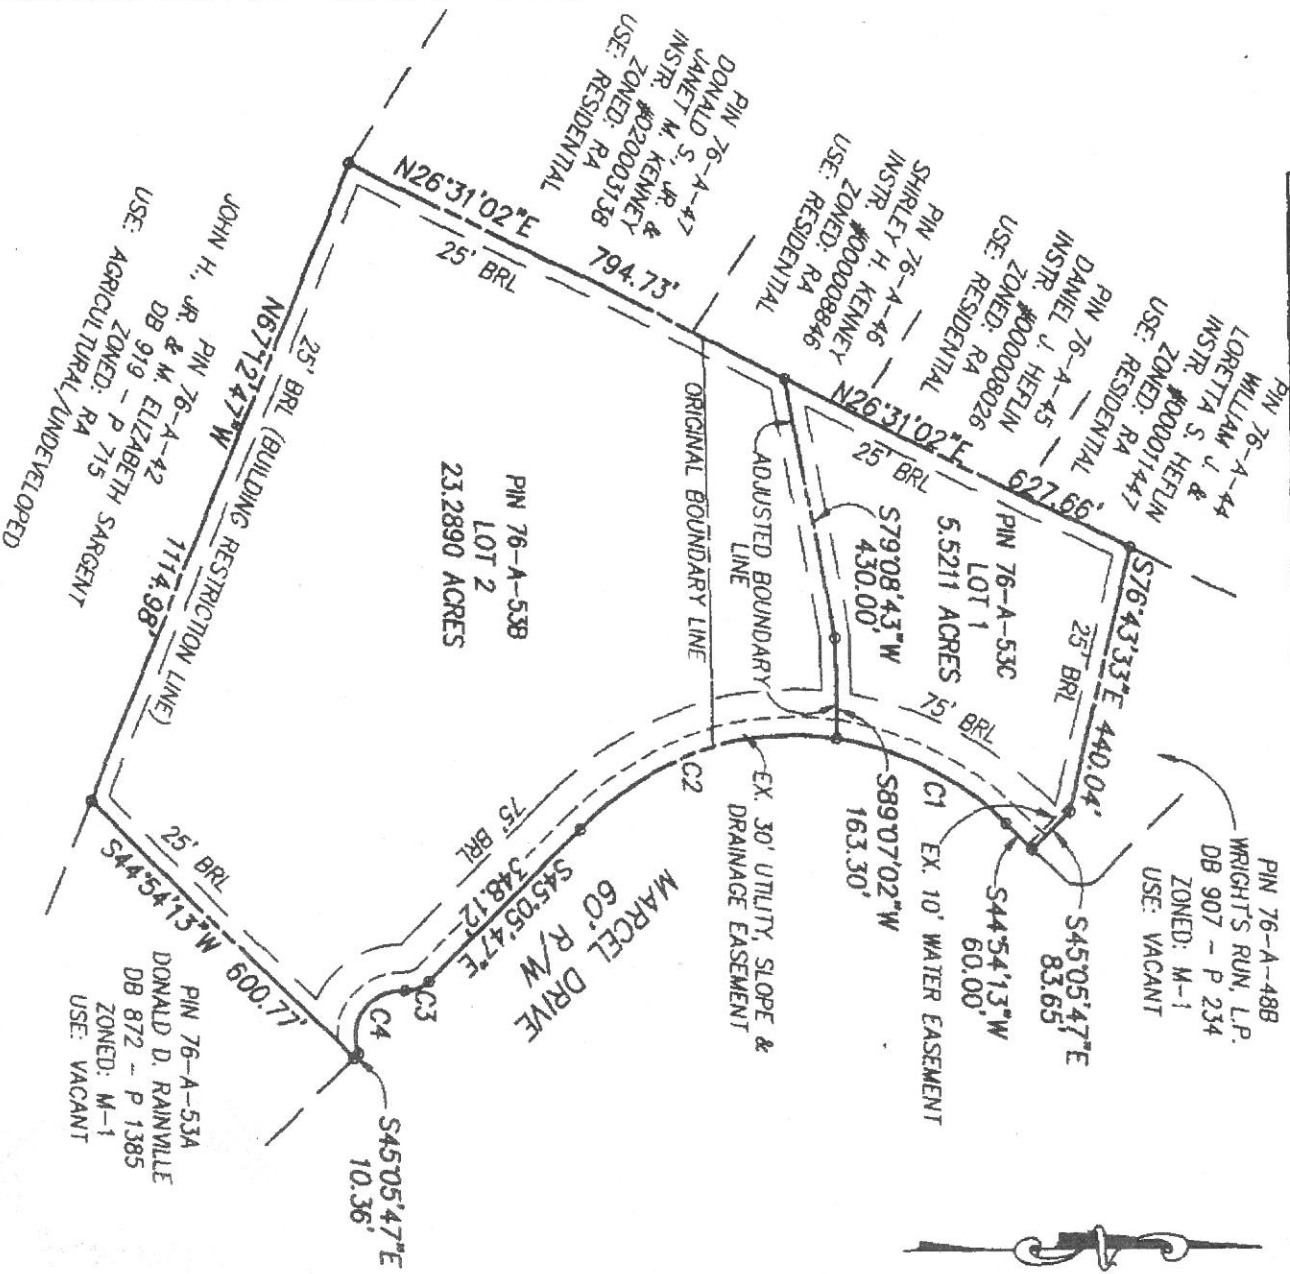 PIN 76-A-44
WILLIAM J. &
LORETTA S. HEFLIN
INSTR. #000011447
ZONED: RA
USE: RESIDENTIAL
PIN 76-A-45
DANIEL J. HEFLIN
INSTR. #000008026
ZONED: RA
USE: RESIDENTIAL
PIN 76-A-46
SHIRLEY H. KENNEY
INSTR. #000008846
ZONED: RA
USE: RESIDENTIAL
PIN 76-A-47
DONALD S., JR. &
JANET M. KENNEY
INSTR. #020003138
ZONED: RA
USE: RESIDENTIAL
N26°31'02"E
794.73'
25' BRL
N26°31'02"E
627.66'
25' BRL
S76°43'33"E 440.04'
25' BRL
PIN 76-A-53C
LOT 1
5.5211 ACRES
S79°08'43"W
430.00'
ADJUSTED BOUNDARY
LINE
ORIGINAL BOUNDARY LINE
75' BRL
C1
PIN 76-A-48B
WRIGHT'S RUN, L.P.
DB 907 - P 234
ZONED: M-1
USE: VACANT
S45°05'47"E
83.65'
S44°54'13"W
60.00'
EX. 10' WATER EASEMENT
S89°07'02"W
163.30'
EX. 30' UTILITY, SLOPE &
DRAINAGE EASEMENT
C2
PIN 76-A-53B
LOT 2
23.2890 ACRES
75' BRL
S45°05'47"E
348.12'
MARCEL DRIVE
60' R/W
C3
C4
S45°05'47"E
10.36'
25' BRL
S44°54'13"W 600.77'
PIN 76-A-53A
DONALD D. RAINVILLE
DB 872 - P 1385
ZONED: M-1
USE: VACANT
25' BRL (BUILDING RESTRICTION LINE)
N67°12'47"W
1114.98'
PIN 76-A-42
JOHN H., JR. & M. ELIZABETH SARGENT
DB 919 - P 715
ZONED: RA
USE: AGRICULTURAL/UNDEVELOPED